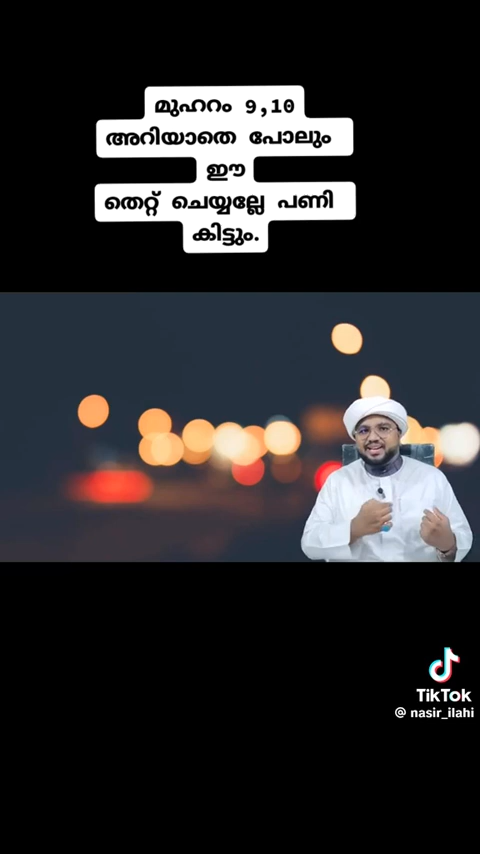 മുഹറം 9,10
അറിയാതെ പോലും
ഈ
തെറ്റ് ചെയ്യല്ലേ പണി
കിട്ടും.
TikTok
@ nasir_ilahi